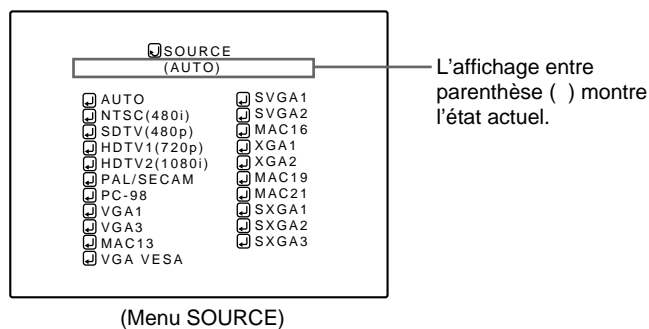 SOURCE
(AUTO)
AUTO
NTSC(480i)
SDTV(480p)
HDTV1(720p)
HDTV2(1080i)
PAL/SECAM
PC-98
VGA1
VGA3
MAC13
VGA VESA
SVGA1
SVGA2
MAC16
XGA1
XGA2
MAC19
MAC21
SXGA1
SXGA2
SXGA3
L'affichage entre
parenthèse ( ) montre
l'état actuel.
(Menu SOURCE)